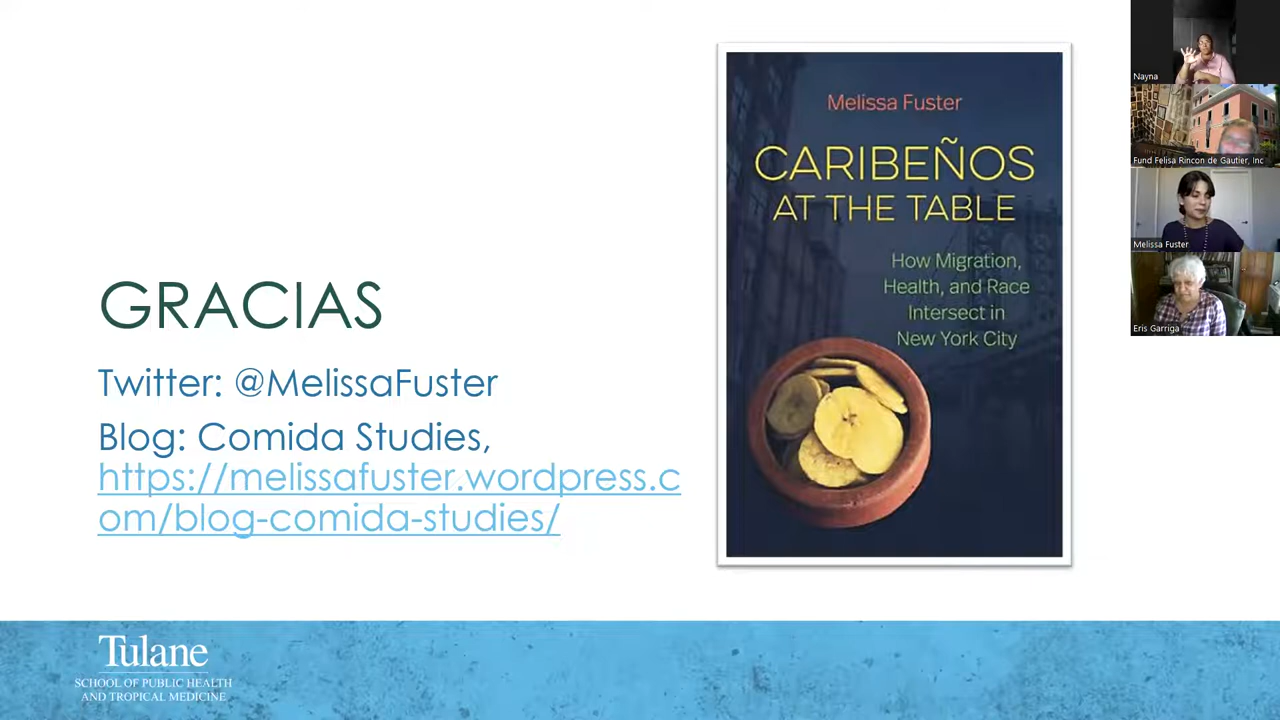 GRACIAS
Twitter: @MelissaFuster
Blog: Comida Studies,
https://melissafuster.wordpress.c
om/blog-comida-studies/
Melissa Fuster
CARIBEÑOS
AT THE TABLE
How Migration,
Health, and Race
Intersect in
New York City
Tulane
SCHOOL OF PUBLIC HEALTH
AND TROPICAL MEDICINE
Nayna
Fund Felisa Rincon de Gautier, Inc
Melissa Fuster
Eris Garriga